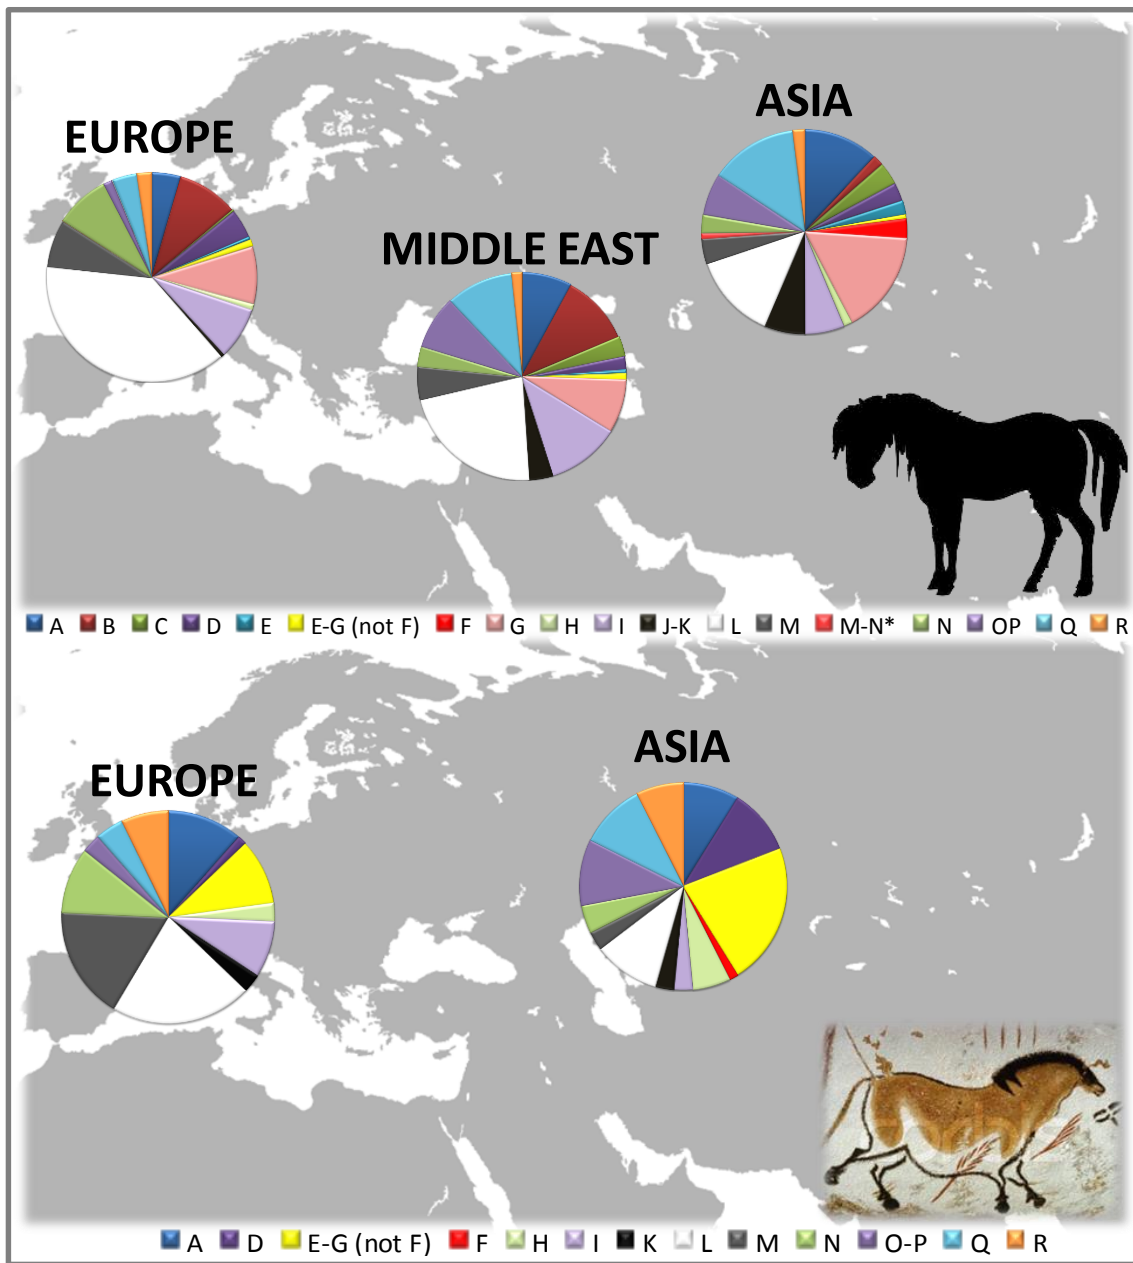 ASIA
EUROPE
MIDDLE EAST
A B C D E E-G (not F) F G H I J-K L M M-N* N OP Q R
ASIA
EUROPE
A D E-G (not F) F H I K L M N O-P Q R